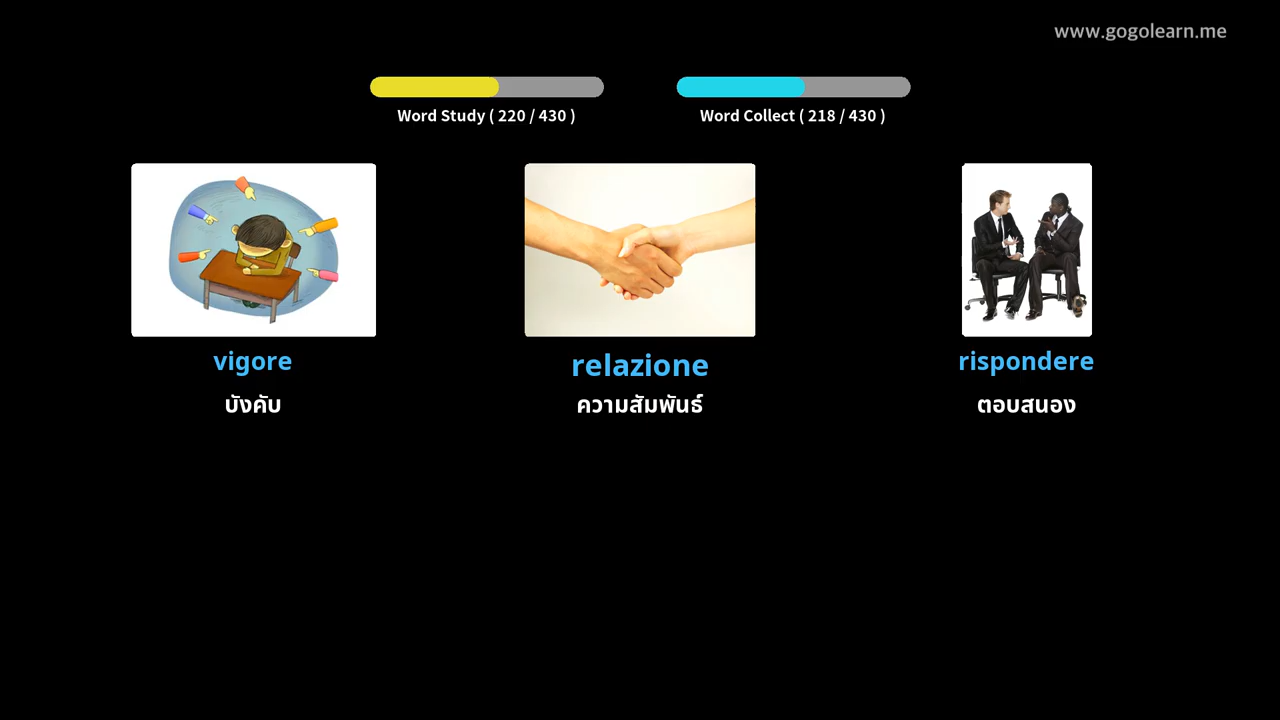 www.gogolearn.me
Word Study ( 220 / 430 )
Word Collect ( 218 / 430 )
vigore
relazione
rispondere
บังคับ
ความสัมพันธ์
ตอบสนอง